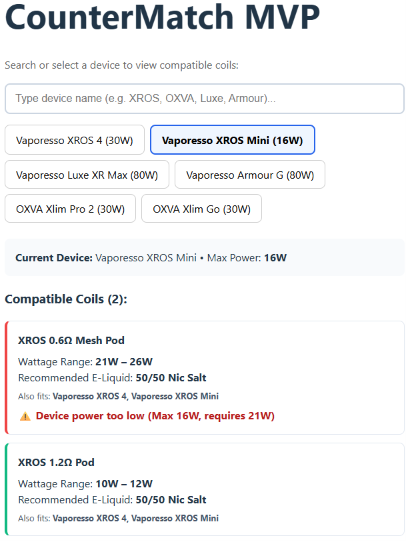 CounterMatch MVP
Search or select a device to view compatible coils:
Type device name (e.g. XROS, OXVA, Luxe, Armour)...
Vaporesso XROS 4 (30W)
Vaporesso XROS Mini (16W)
Vaporesso Luxe XR Max (80W)
Vaporesso Armour G (80W)
OXVA Xlim Pro 2 (30W)
OXVA Xlim Go (30W)
Current Device: Vaporesso XROS Mini • Max Power: 16W
Compatible Coils (2):
XROS 0.6Ω Mesh Pod
Wattage Range: 21W – 26W
Recommended E-Liquid: 50/50 Nic Salt
Also fits: Vaporesso XROS 4, Vaporesso XROS Mini
⚠️ Device power too low (Max 16W, requires 21W)
XROS 1.2Ω Pod
Wattage Range: 10W – 12W
Recommended E-Liquid: 50/50 Nic Salt
Also fits: Vaporesso XROS 4, Vaporesso XROS Mini